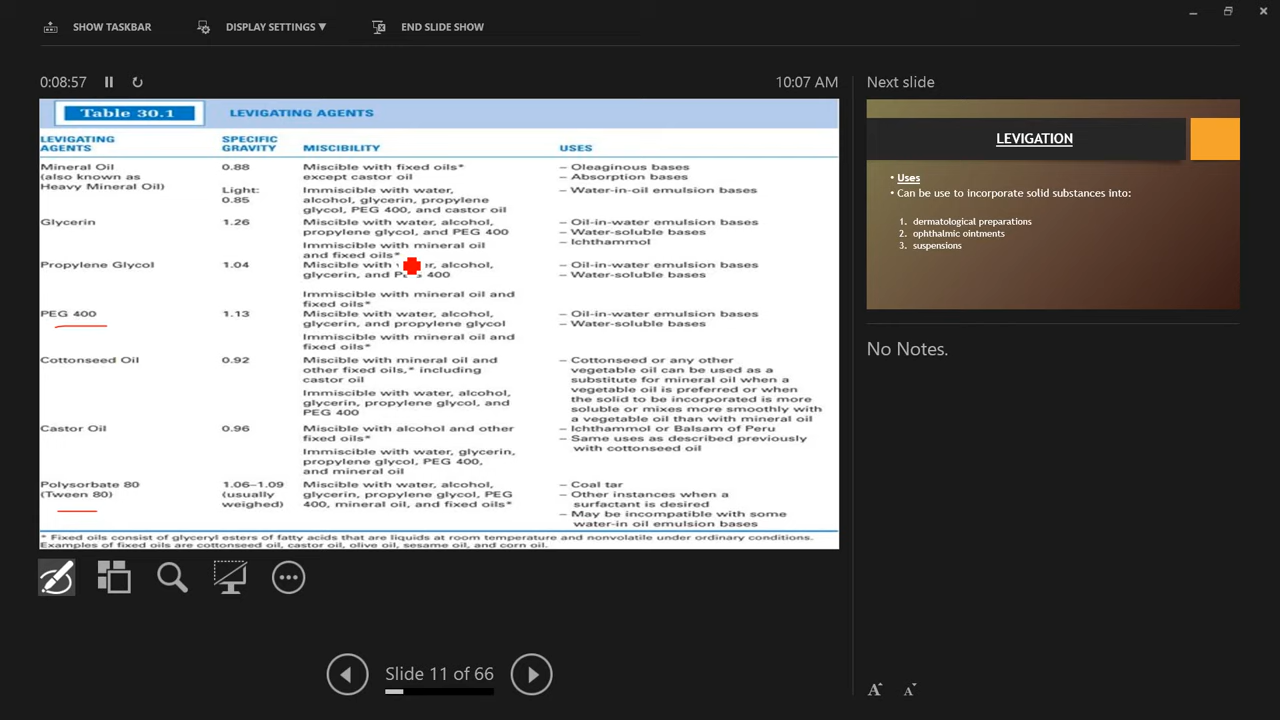 SHOW TASKBAR
DISPLAY SETTINGS ▼
END SLIDE SHOW
0:08:57
10:07 AM
Table 30.1
LEVIGATING AGENTS
LEVIGATING AGENTS
SPECIFIC GRAVITY
MISCIBILITY
USES
Mineral Oil
(also known as
Heavy Mineral Oil)
0.88
Light:
0.85
Miscible with fixed oils*
except castor oil
Immiscible with water,
alcohol, glycerin, propylene
glycol, PEG 400, and castor oil
– Oleaginous bases
– Absorption bases
– Water-in-oil emulsion bases
Glycerin
1.26
Miscible with water, alcohol,
propylene glycol, and PEG 400
Immiscible with mineral oil
and fixed oils*
– Oil-in-water emulsion bases
– Water-soluble bases
– Ichthammol
Propylene Glycol
1.04
Miscible with alcohol,
glycerin, and 400
Immiscible with mineral oil and
fixed oils*
– Oil-in-water emulsion bases
– Water-soluble bases
PEG 400
1.13
Miscible with water, alcohol,
glycerin, and propylene glycol
Immiscible with mineral oil and
fixed oils*
– Oil-in-water emulsion bases
– Water-soluble bases
Cottonseed Oil
0.92
Miscible with mineral oil and
other fixed oils,* including
castor oil
Immiscible with water, alcohol,
glycerin, propylene glycol, and
PEG 400
– Cottonseed or any other
vegetable oil can be used as a
substitute for mineral oil when a
vegetable oil is preferred or when
the solid to be incorporated is more
soluble or mixes more smoothly with
a vegetable oil than with mineral oil
Castor Oil
0.96
Miscible with alcohol and other
fixed oils*
Immiscible with water, glycerin,
propylene glycol, PEG 400,
and mineral oil
– Ichthammol or Balsam of Peru
– Same uses as described previously
with cottonseed oil
Polysorbate 80
(Tween 80)
1.06–1.09
(usually
weighed)
Miscible with water, alcohol,
glycerin, propylene glycol, PEG
400, mineral oil, and fixed oils*
– Coal tar
– Other instances when a
surfactant is desired
– May be incompatible with some
water-in oil emulsion bases
* Fixed oils consist of glyceryl esters of fatty acids that are liquids at room temperature and nonvolatile under ordinary conditions.
Examples of fixed oils are cottonseed oil, castor oil, olive oil, sesame oil, and corn oil.
Slide 11 of 66
Next slide
LEVIGATION
• Uses
• Can be use to incorporate solid substances into:
1. dermatological preparations
2. ophthalmic ointments
3. suspensions
No Notes.
A A